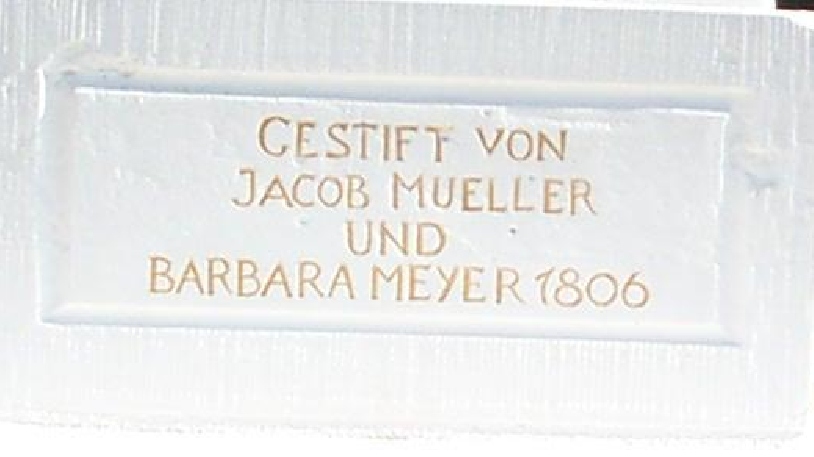 GESTIFT VON
JACOB MUELLER
UND
BARBARA MEYER 1806